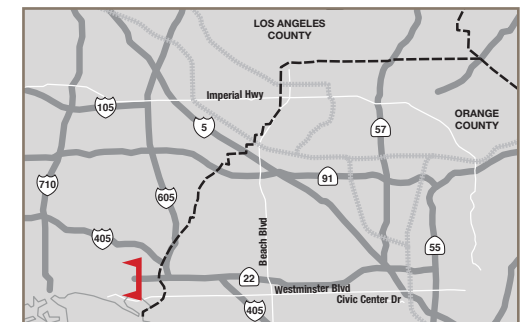 LOS ANGELES
COUNTY
Imperial Hwy
105
5
57
ORANGE
COUNTY
91
710
605
405
Beach Blvd
55
22
Westminster Blvd
Civic Center Dr
405